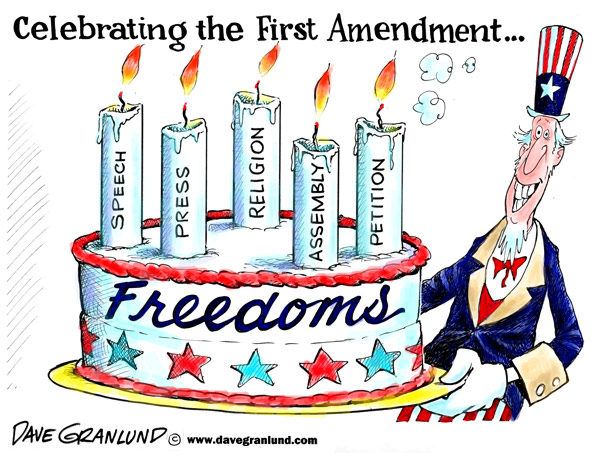 Celebrating the First Amendment...
SPEECH
PRESS
RELIGION
ASSEMBLY
PETITION
Freedoms
DAVE GRANLUND © www.davegranlund.com